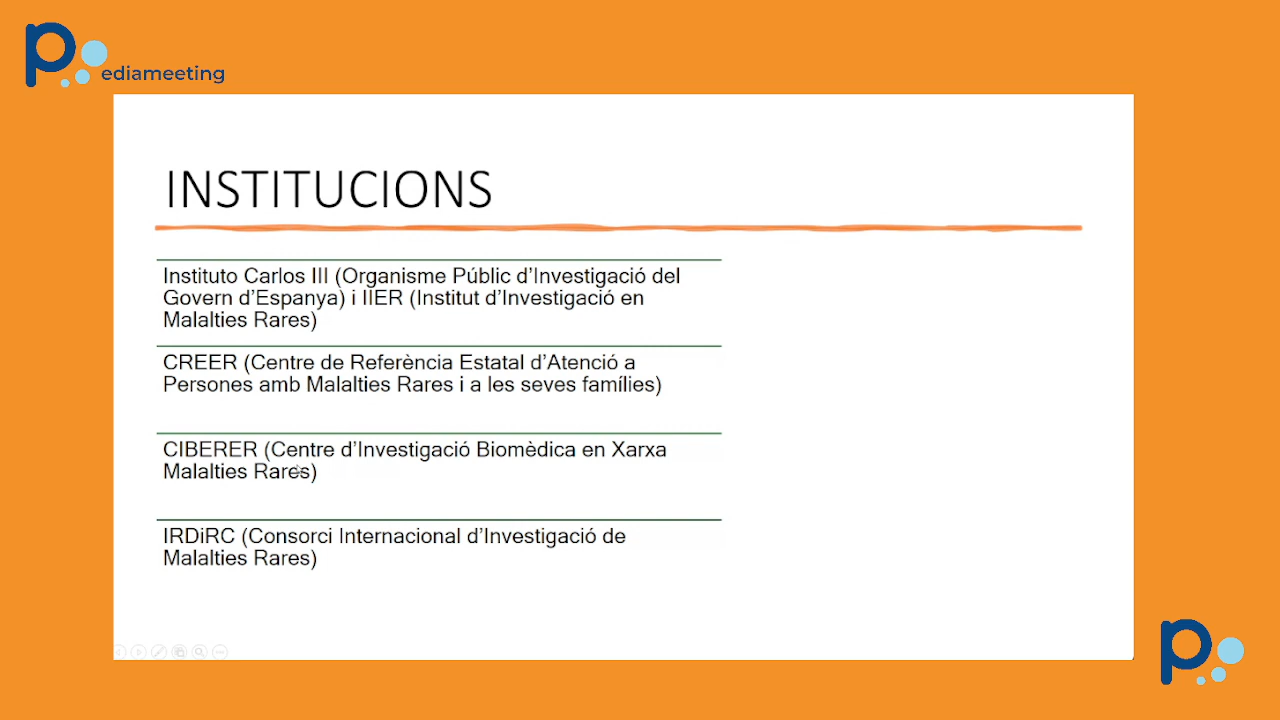 pediameeting
INSTITUCIONS
Instituto Carlos III (Organisme Públic d’Investigació del
Govern d’Espanya) i IIER (Institut d’Investigació en
Malalties Rares)
CREER (Centre de Referència Estatal d’Atenció a
Persones amb Malalties Rares i a les seves famílies)
CIBERER (Centre d’Investigació Biomèdica en Xarxa
Malalties Rares)
IRDiRC (Consorci Internacional d’Investigació de
Malalties Rares)
p